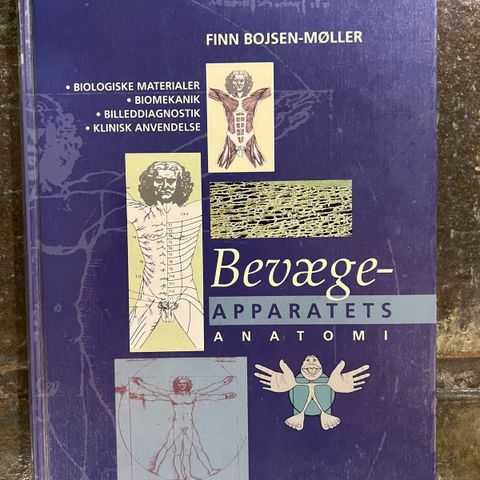 FINN BOJSEN-MØLLER
• BIOLOGISKE MATERIALER
• BIOMEKANIK
• BILLEDDIAGNOSTIK
• KLINISK ANVENDELSE
Bevæge-
APPARATETS
ANATOMI